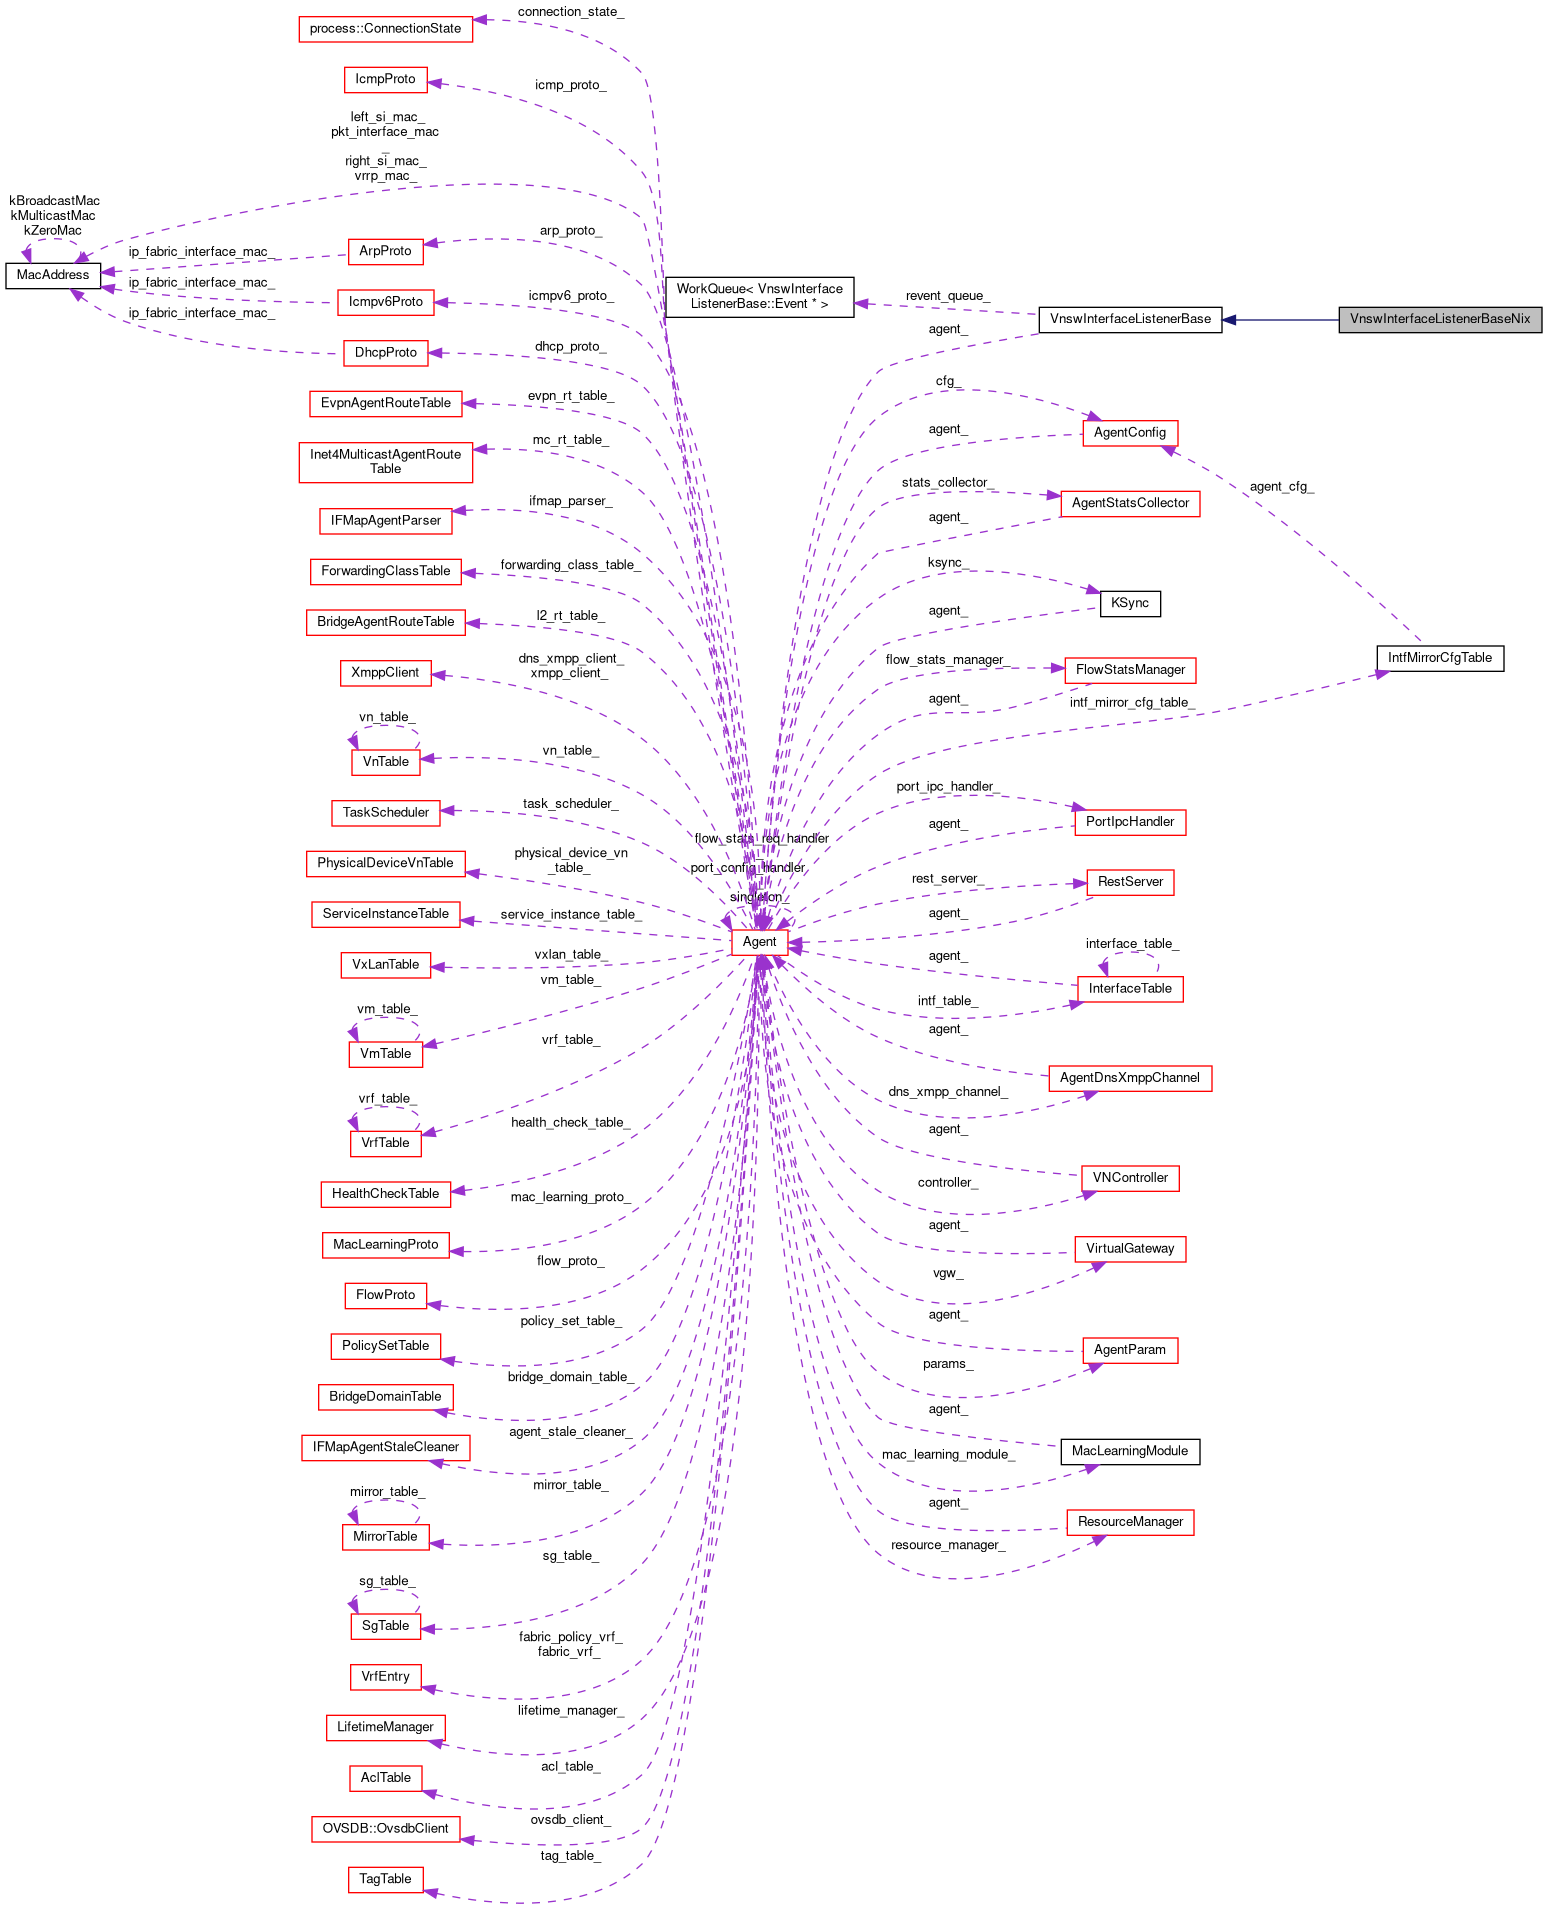 connection_state_
process::ConnectionState
IcmpProto
icmp_proto_
left_si_mac_
pkt_interface_mac
_
right_si_mac_
vrrp_mac_
kBroadcastMac
kMulticastMac
kZeroMac
MacAddress
ip_fabric_interface_mac_
ArpProto
arp_proto_
ip_fabric_interface_mac_
Icmpv6Proto
icmpv6_proto_
ip_fabric_interface_mac_
DhcpProto
dhcp_proto_
WorkQueue< VnswInterface
ListenerBase::Event * >
revent_queue_
VnswInterfaceListenerBase
VnswInterfaceListenerBaseNix
agent_
EvpnAgentRouteTable
evpn_rt_table_
cfg_
Inet4MulticastAgentRoute
Table
mc_rt_table_
agent_
AgentConfig
IFMapAgentParser
ifmap_parser_
stats_collector_
AgentStatsCollector
agent_
agent_cfg_
ForwardingClassTable
forwarding_class_table_
ksync_
KSync
agent_
BridgeAgentRouteTable
l2_rt_table_
XmppClient
dns_xmpp_client_
xmpp_client_
flow_stats_manager_
FlowStatsManager
agent_
IntfMirrorCfgTable
intf_mirror_cfg_table_
vn_table_
VnTable
vn_table_
TaskScheduler
task_scheduler_
port_ipc_handler_
PortIpcHandler
agent_
PhysicalDeviceVnTable
physical_device_vn
_table_
flow_stats_req_handler
_
port_config_handler
_
singleton_
Agent
rest_server_
RestServer
agent_
ServiceInstanceTable
service_instance_table_
VxLanTable
vxlan_table_
agent_
interface_table_
InterfaceTable
intf_table_
vm_table_
vm_table_
VmTable
agent_
AgentDnsXmppChannel
dns_xmpp_channel_
vrf_table_
vrf_table_
VrfTable
health_check_table_
HealthCheckTable
agent_
VNController
controller_
mac_learning_proto_
MacLearningProto
agent_
VirtualGateway
vgw_
flow_proto_
FlowProto
policy_set_table_
PolicySetTable
agent_
AgentParam
params_
bridge_domain_table_
BridgeDomainTable
agent_stale_cleaner_
IFMapAgentStaleCleaner
agent_
MacLearningModule
mac_learning_module_
mirror_table_
mirror_table_
MirrorTable
agent_
ResourceManager
resource_manager_
sg_table_
sg_table_
SgTable
fabric_policy_vrf_
fabric_vrf_
VrfEntry
lifetime_manager_
LifetimeManager
acl_table_
AclTable
ovsdb_client_
OVSDB::OvsdbClient
tag_table_
TagTable